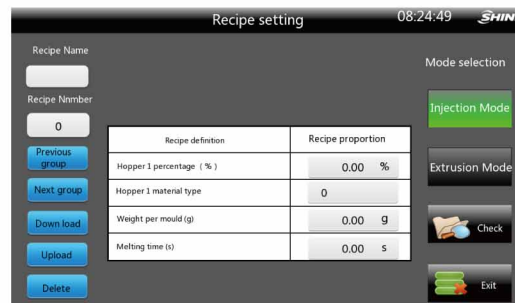 Recipe setting
08:24:49
SHIN
Recipe Name
Mode selection
Recipe Nnmber
0
Injection Mode
Previous
group
Next group
Down load
Upload
Delete
Recipe definition
Recipe proportion
Hopper 1 percentage ( % )
0.00 %
Hopper 1 material type
0
Weight per mould (g)
0.00 g
Melting time (s)
0.00 s
Extrusion Mode
Check
Exit